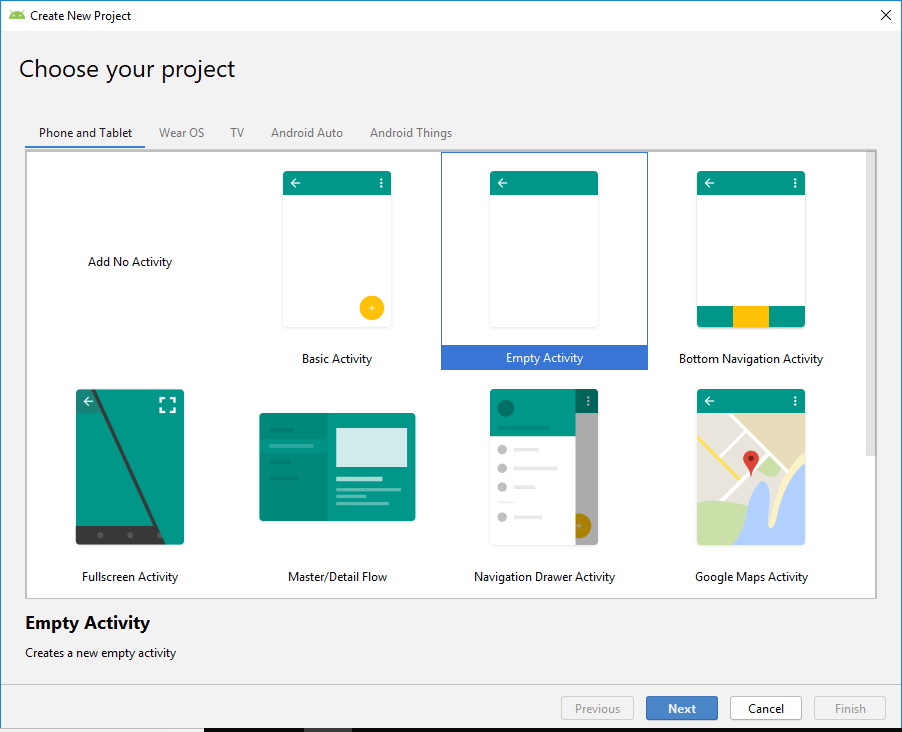 Create New Project
Choose your project
Phone and Tablet Wear OS TV Android Auto Android Things
Add No Activity
Basic Activity
Empty Activity
Bottom Navigation Activity
Fullscreen Activity
Master/Detail Flow
Navigation Drawer Activity
Google Maps Activity
Empty Activity
Creates a new empty activity
Previous Next Cancel Finish